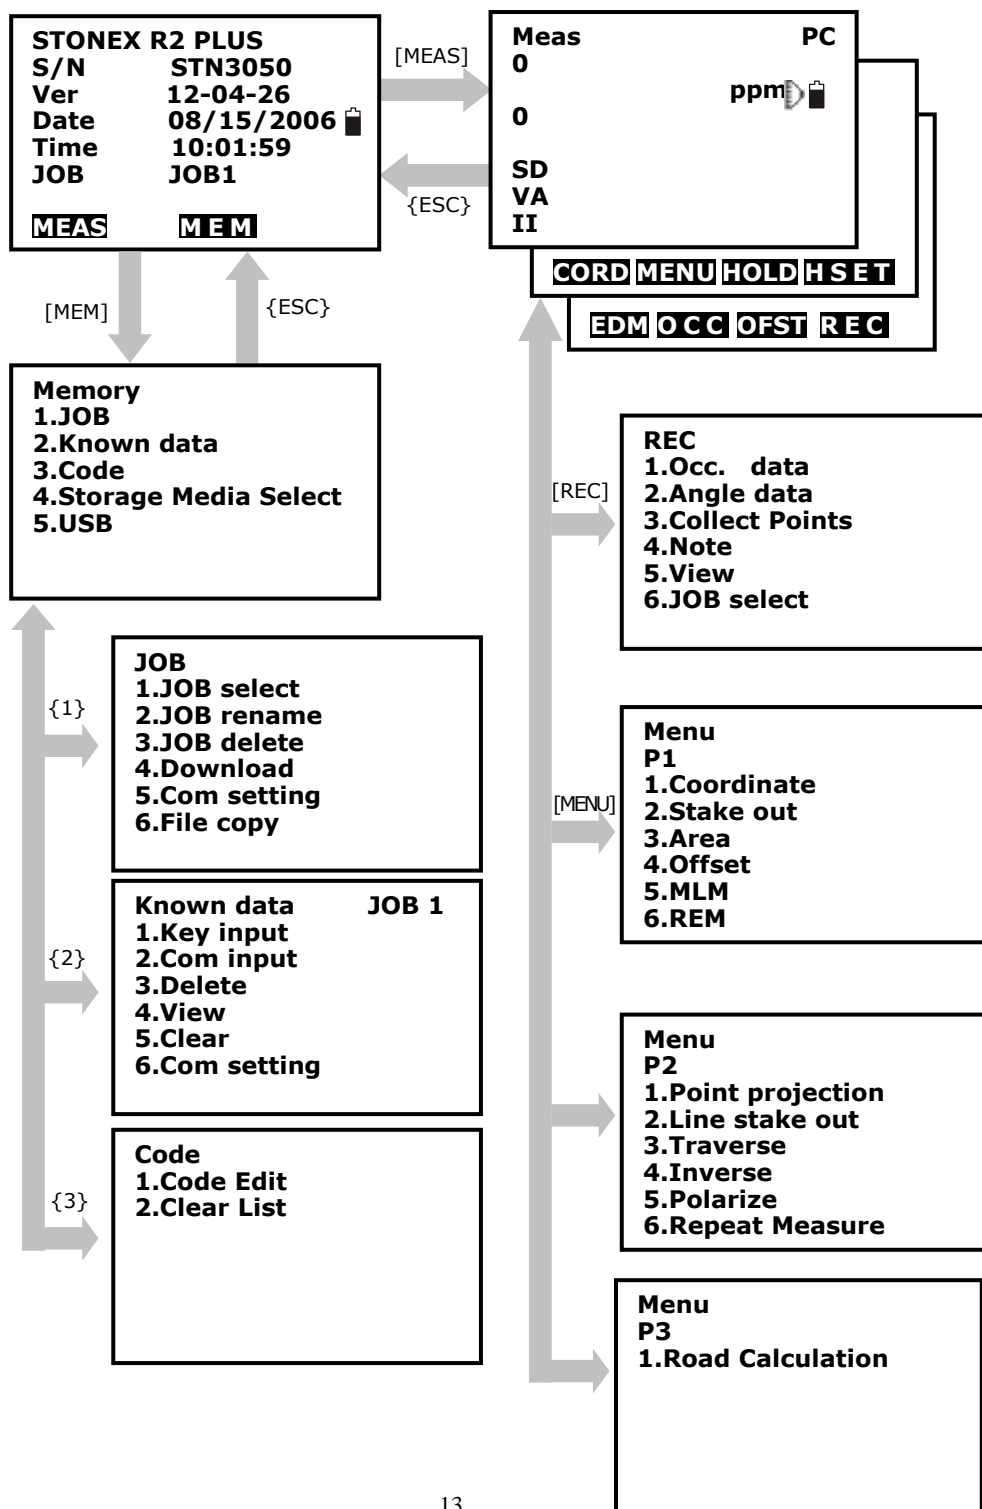 STONEX R2 PLUS
S/N STN3050
Ver 12-04-26
Date 08/15/2006
Time 10:01:59
JOB JOB1
MEAS MEM
[MEAS]
{ESC}
Meas PC
0
ppm
0
SD
VA
II
CORD MENU HOLD HSET
EDM OCC OFST REC
[MEM]
{ESC}
Memory
1.JOB
2.Known data
3.Code
4.Storage Media Select
5.USB
{1}
JOB
1.JOB select
2.JOB rename
3.JOB delete
4.Download
5.Com setting
6.File copy
{2}
Known data JOB 1
1.Key input
2.Com input
3.Delete
4.View
5.Clear
6.Com setting
{3}
Code
1.Code Edit
2.Clear List
[REC]
REC
1.Occ. data
2.Angle data
3.Collect Points
4.Note
5.View
6.JOB select
[MENU]
Menu
P1
1.Coordinate
2.Stake out
3.Area
4.Offset
5.MLM
6.REM
Menu
P2
1.Point projection
2.Line stake out
3.Traverse
4.Inverse
5.Polarize
6.Repeat Measure
Menu
P3
1.Road Calculation
13